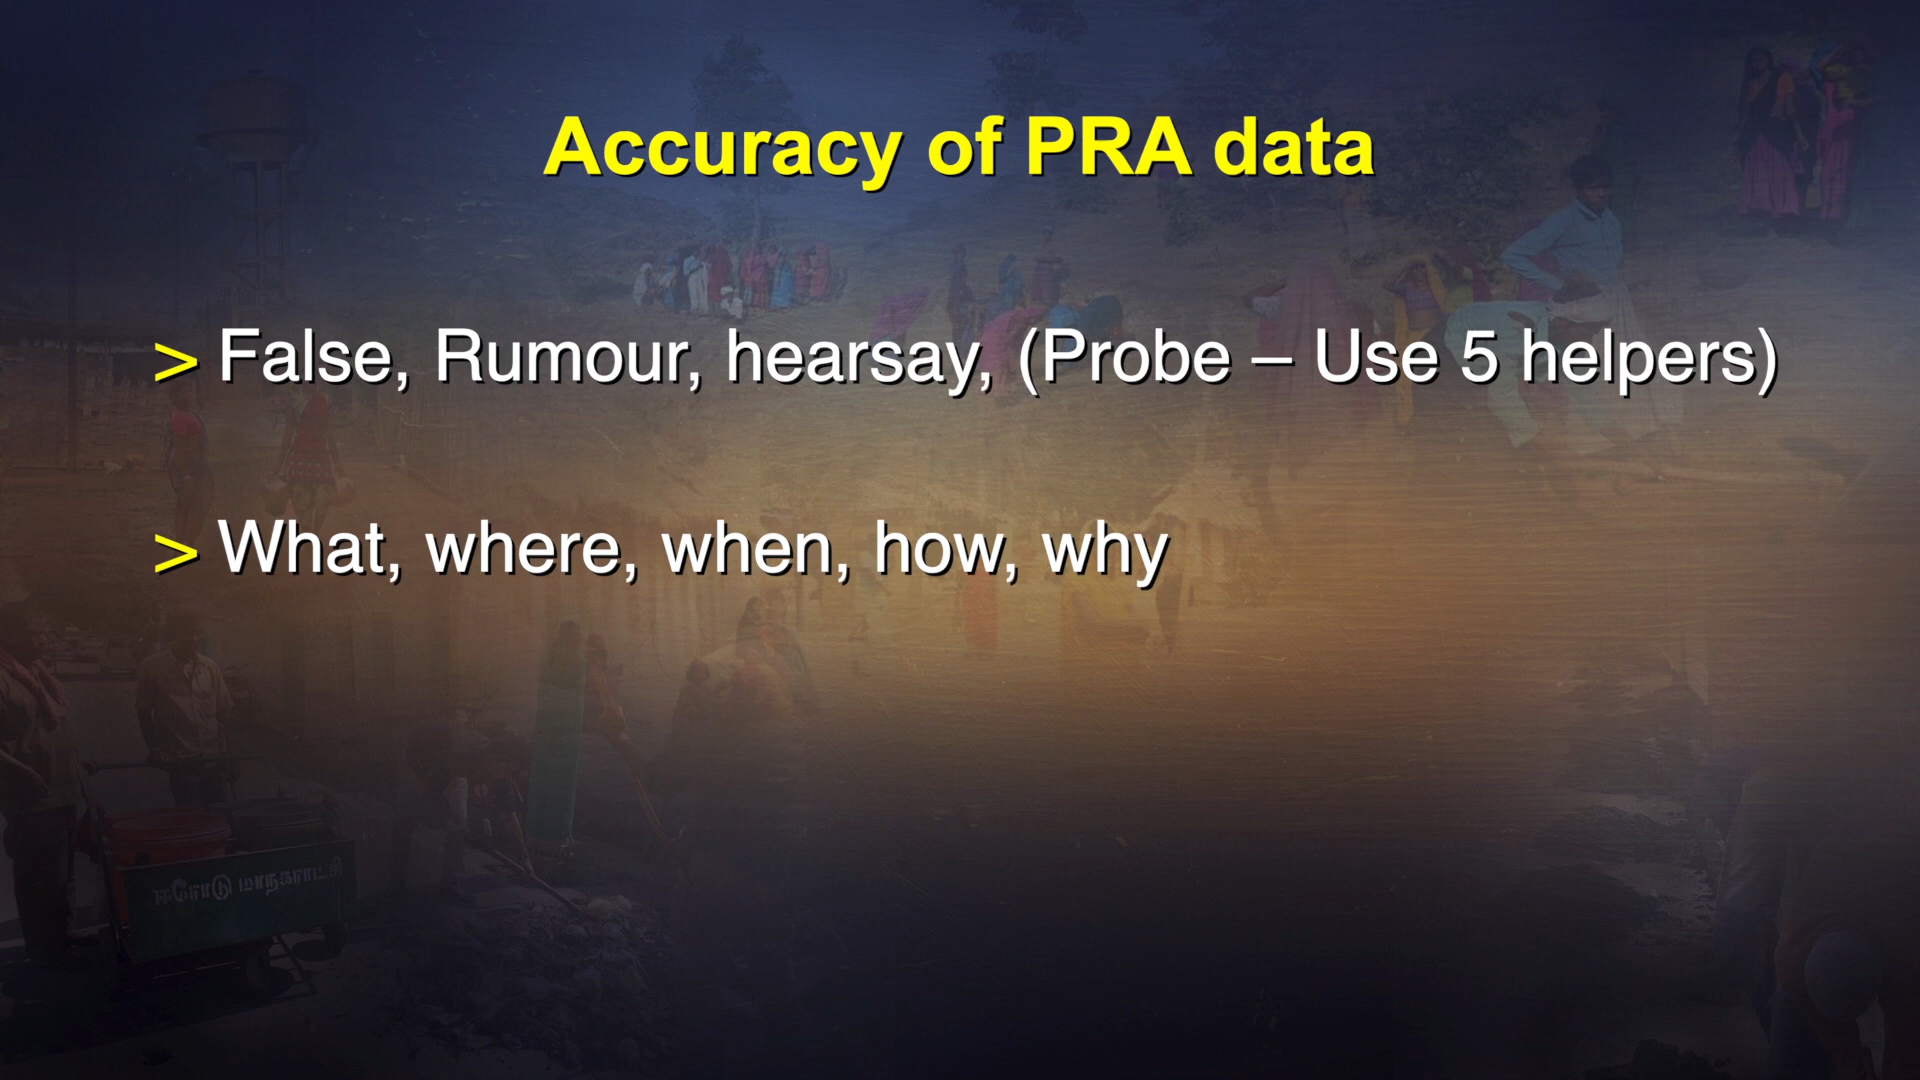 Accuracy of PRA data
> False, Rumour, hearsay, (Probe – Use 5 helpers)
> What, where, when, how, why